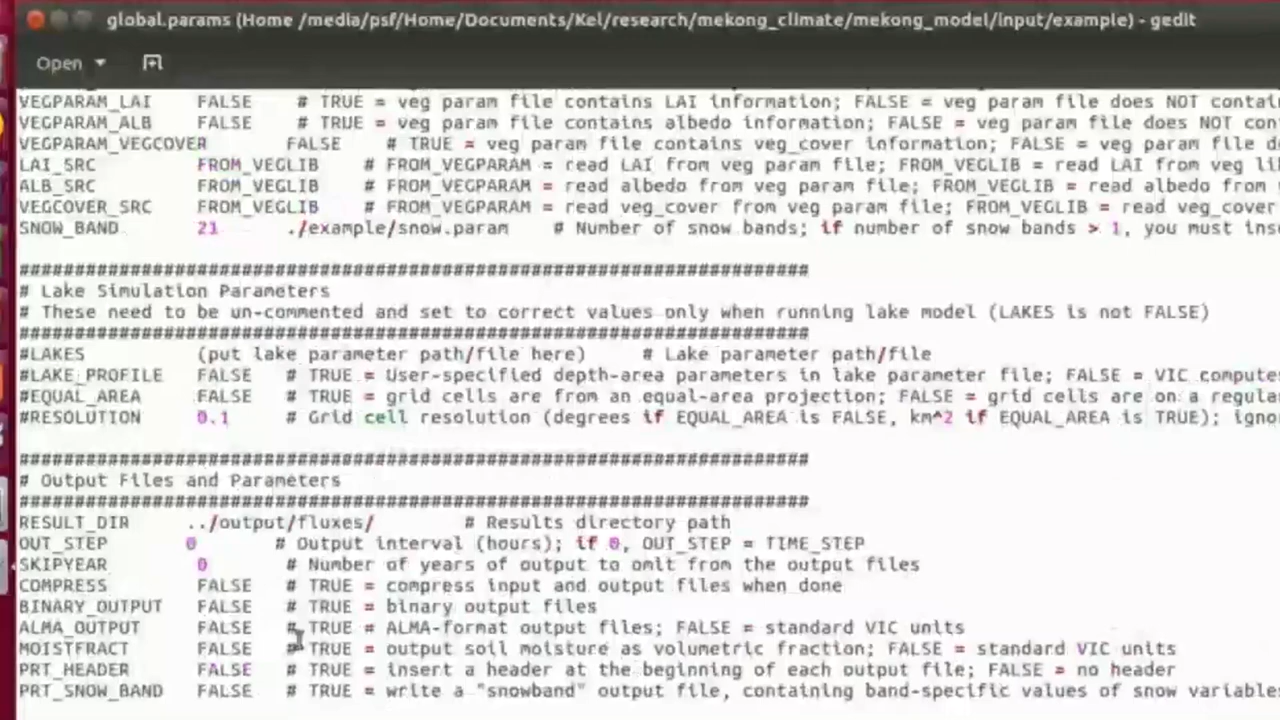 global.params (Home /media/psf/Home/Documents/Kel/research/mekong_climate/mekong_model/input/example) - gedit
Open
VEGPARAM_LAI FALSE # TRUE = veg param file contains LAI information; FALSE = veg param file does NOT contai
VEGPARAM_ALB FALSE # TRUE = veg param file contains albedo information; FALSE = veg param file does NOT con
VEGPARAM_VEGCOVER FALSE # TRUE = veg param file contains veg_cover information; FALSE = veg param file d
LAI_SRC FROM_VEGLIB # FROM_VEGPARAM = read LAI from veg param file; FROM_VEGLIB = read LAI from veg li
ALB_SRC FROM_VEGLIB # FROM_VEGPARAM = read albedo from veg param file; FROM_VEGLIB = read albedo from
VEGCOVER_SRC FROM_VEGLIB # FROM_VEGPARAM = read veg_cover from veg param file; FROM_VEGLIB = read veg_cover
SNOW_BAND 21 ./example/snow.param # Number of snow bands; if number of snow bands > 1, you must ins
#######################################################################
# Lake Simulation Parameters
# These need to be un-commented and set to correct values only when running lake model (LAKES is not FALSE)
#######################################################################
#LAKES (put lake parameter path/file here) # Lake parameter path/file
#LAKE_PROFILE FALSE # TRUE = User-specified depth-area parameters in lake parameter file; FALSE = VIC compute
#EQUAL_AREA FALSE # TRUE = grid cells are from an equal-area projection; FALSE = grid cells are on a regula
#RESOLUTION 0.1 # Grid cell resolution (degrees if EQUAL_AREA is FALSE, km^2 if EQUAL_AREA is TRUE); igno
#######################################################################
# Output Files and Parameters
#######################################################################
RESULT_DIR ../output/fluxes/ # Results directory path
OUT_STEP 0 # Output interval (hours); if 0, OUT_STEP = TIME_STEP
SKIPYEAR 0 # Number of years of output to omit from the output files
COMPRESS FALSE # TRUE = compress input and output files when done
BINARY_OUTPUT FALSE # TRUE = binary output files
ALMA_OUTPUT FALSE # TRUE = ALMA-format output files; FALSE = standard VIC units
MOISTFRACT FALSE # TRUE = output soil moisture as volumetric fraction; FALSE = standard VIC units
PRT_HEADER FALSE # TRUE = insert a header at the beginning of each output file; FALSE = no header
PRT_SNOW_BAND FALSE # TRUE = write a "snowband" output file, containing band-specific values of snow variables